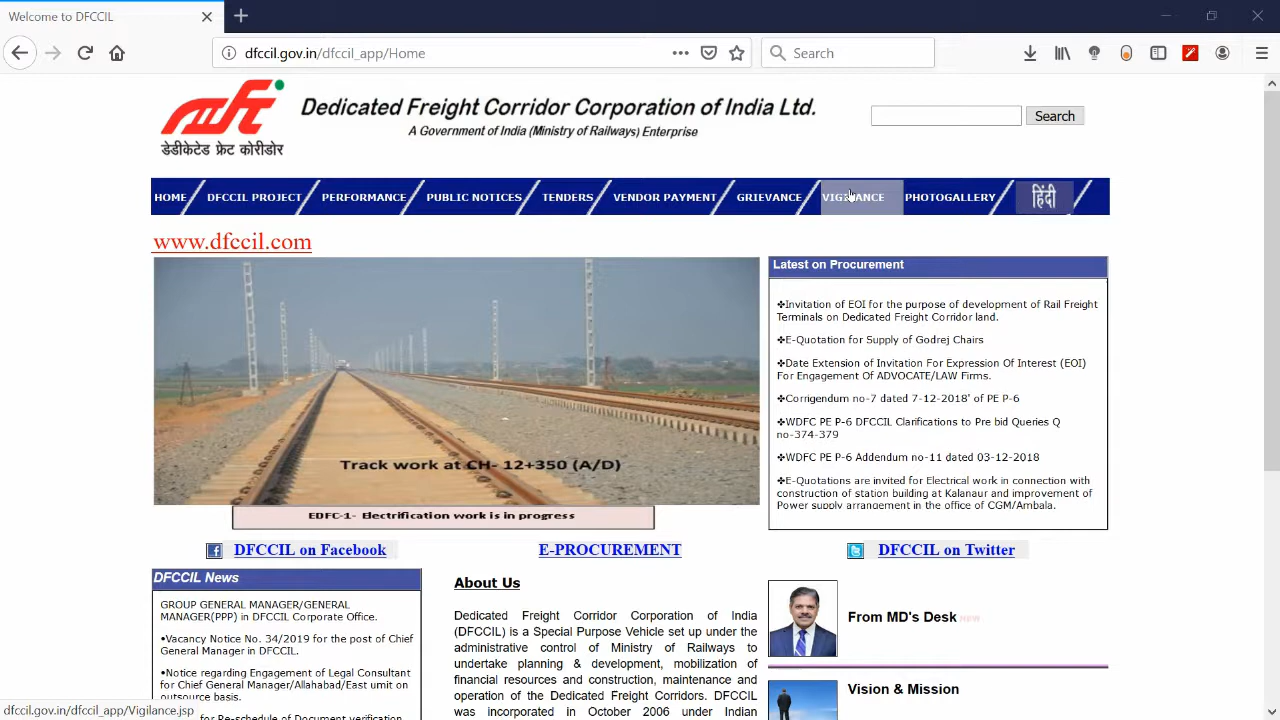 Welcome to DFCCIL
dfccil.gov.in/dfccil_app/Home
Search
Dedicated Freight Corridor Corporation of India Ltd.
A Government of India (Ministry of Railways) Enterprise
डेडीकेटेड फ्रेट कोरीडोर
Search
HOME
DFCCIL PROJECT
PERFORMANCE
PUBLIC NOTICES
TENDERS
VENDOR PAYMENT
GRIEVANCE
VIGILANCE
PHOTOGALLERY
हिंदी
www.dfccil.com
Track work at CH- 12+350 (A/D)
EDFC-1- Electrification work is in progress
Latest on Procurement
❖Invitation of EOI for the purpose of development of Rail Freight
Terminals on Dedicated Freight Corridor land.
❖E-Quotation for Supply of Godrej Chairs
❖Date Extension of Invitation For Expression Of Interest (EOI)
For Engagement Of ADVOCATE/LAW Firms.
❖Corrigendum no-7 dated 7-12-2018' of PE P-6
❖WDFC PE P-6 DFCCIL Clarifications to Pre bid Queries Q
no-374-379
❖WDFC PE P-6 Addendum no-11 dated 03-12-2018
❖E-Quotations are invited for Electrical work in connection with
construction of station building at Kalanaur and improvement of
Power supply arrangement in the office of CGM/Ambala.
DFCCIL on Facebook
E-PROCUREMENT
DFCCIL on Twitter
DFCCIL News
GROUP GENERAL MANAGER/GENERAL
MANAGER(PPP) in DFCCIL Corporate Office.
•Vacancy Notice No. 34/2019 for the post of Chief
General Manager in DFCCIL.
•Notice regarding Engagement of Legal Consultant
for Chief General Manager/Allahabad/East umit on
outsource basis.
for Re-schedule of Document verification
About Us
Dedicated Freight Corridor Corporation of India
(DFCCIL) is a Special Purpose Vehicle set up under the
administrative control of Ministry of Railways to
undertake planning & development, mobilization of
financial resources and construction, maintenance and
operation of the Dedicated Freight Corridors. DFCCIL
was incorporated in October 2006 under Indian
From MD's Desk NEW
Vision & Mission
dfccil.gov.in/dfccil_app/Vigilance.jsp